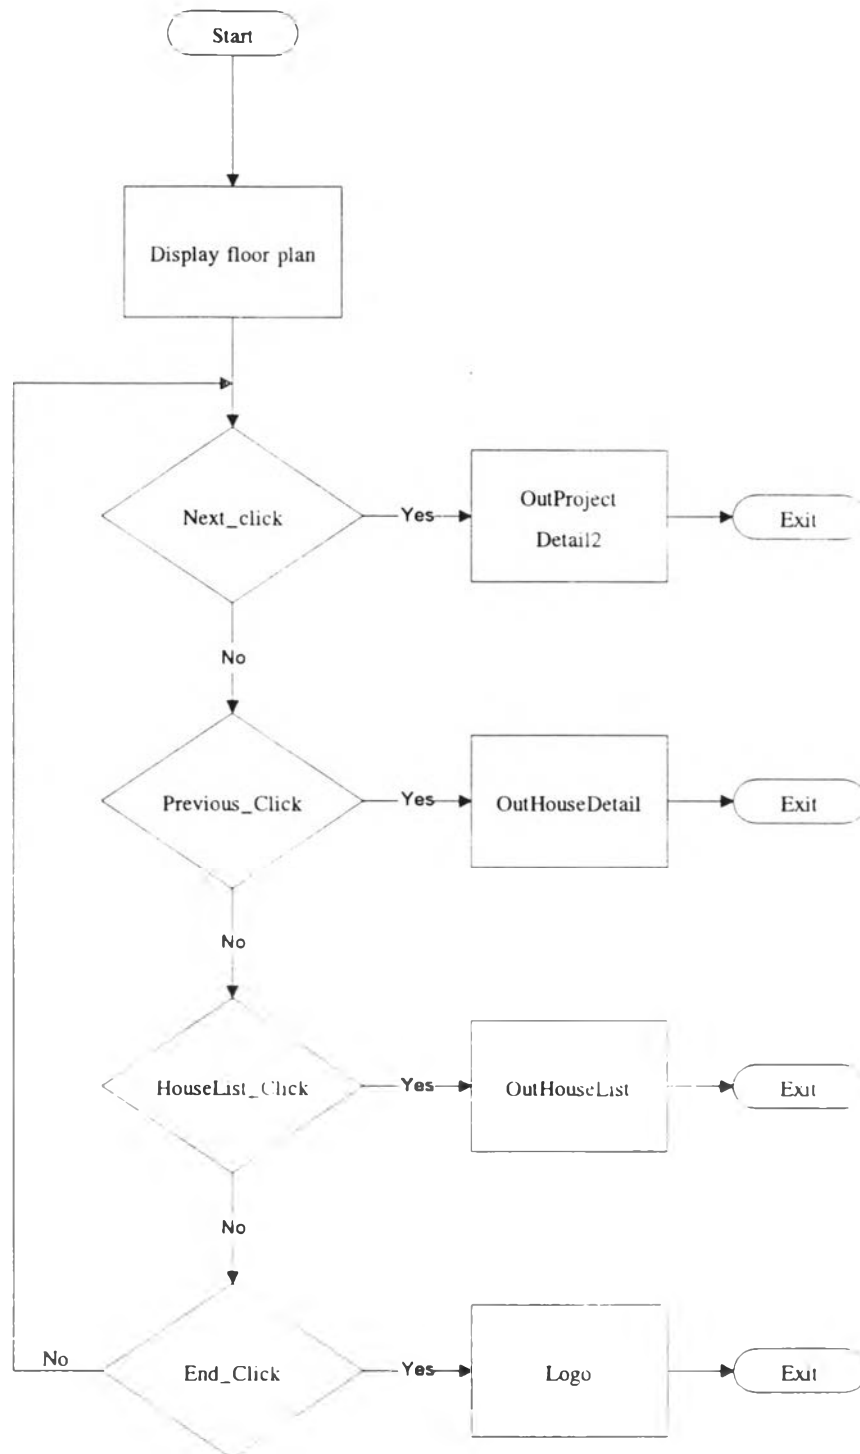 Start
Display floor plan
Next_click
Yes
OutProject
Detail2
Exit
No
Previous_Click
Yes
OutHouseDetail
Exit
No
HouseList_Click
Yes
OutHouseList
Exit
No
No
End_Click
Yes
Logo
Exit